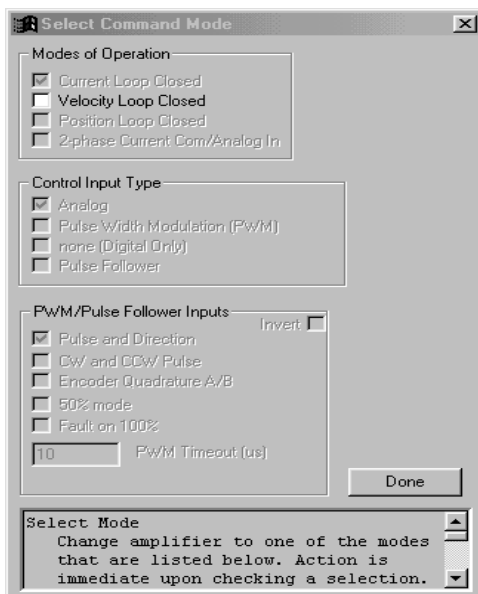 Select Command Mode
Modes of Operation
Current Loop Closed
Velocity Loop Closed
Position Loop Closed
2-phase Current Com/Analog In
Control Input Type
Analog
Pulse Width Modulation (PWM)
none (Digital Only)
Pulse Follower
PWM/Pulse Follower Inputs
Invert
Pulse and Direction
CW and CCW Pulse
Encoder Quadrature A/B
50% mode
Fault on 100%
10 PWM Timeout (us)
Done
Select Mode
Change amplifier to one of the modes
that are listed below. Action is
immediate upon checking a selection.